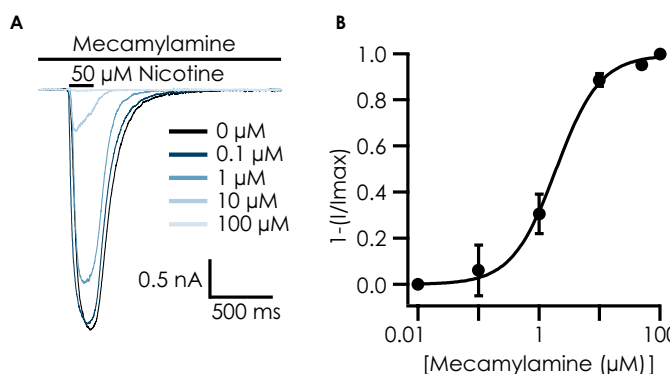 A
Mecamylamine
50 µM Nicotine
0 µM
0.1 µM
1 µM
10 µM
100 µM
0.5 nA
500 ms
B
1-(I/Imax)
1.0
0.8
0.6
0.4
0.2
0.0
0.01
1
100
[Mecamylamine (µM)]